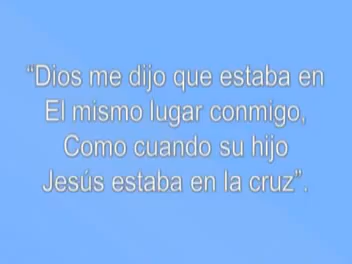 “Dios me dijo que estaba en
El mismo lugar conmigo,
Como cuando su hijo
Jesús estaba en la cruz”.